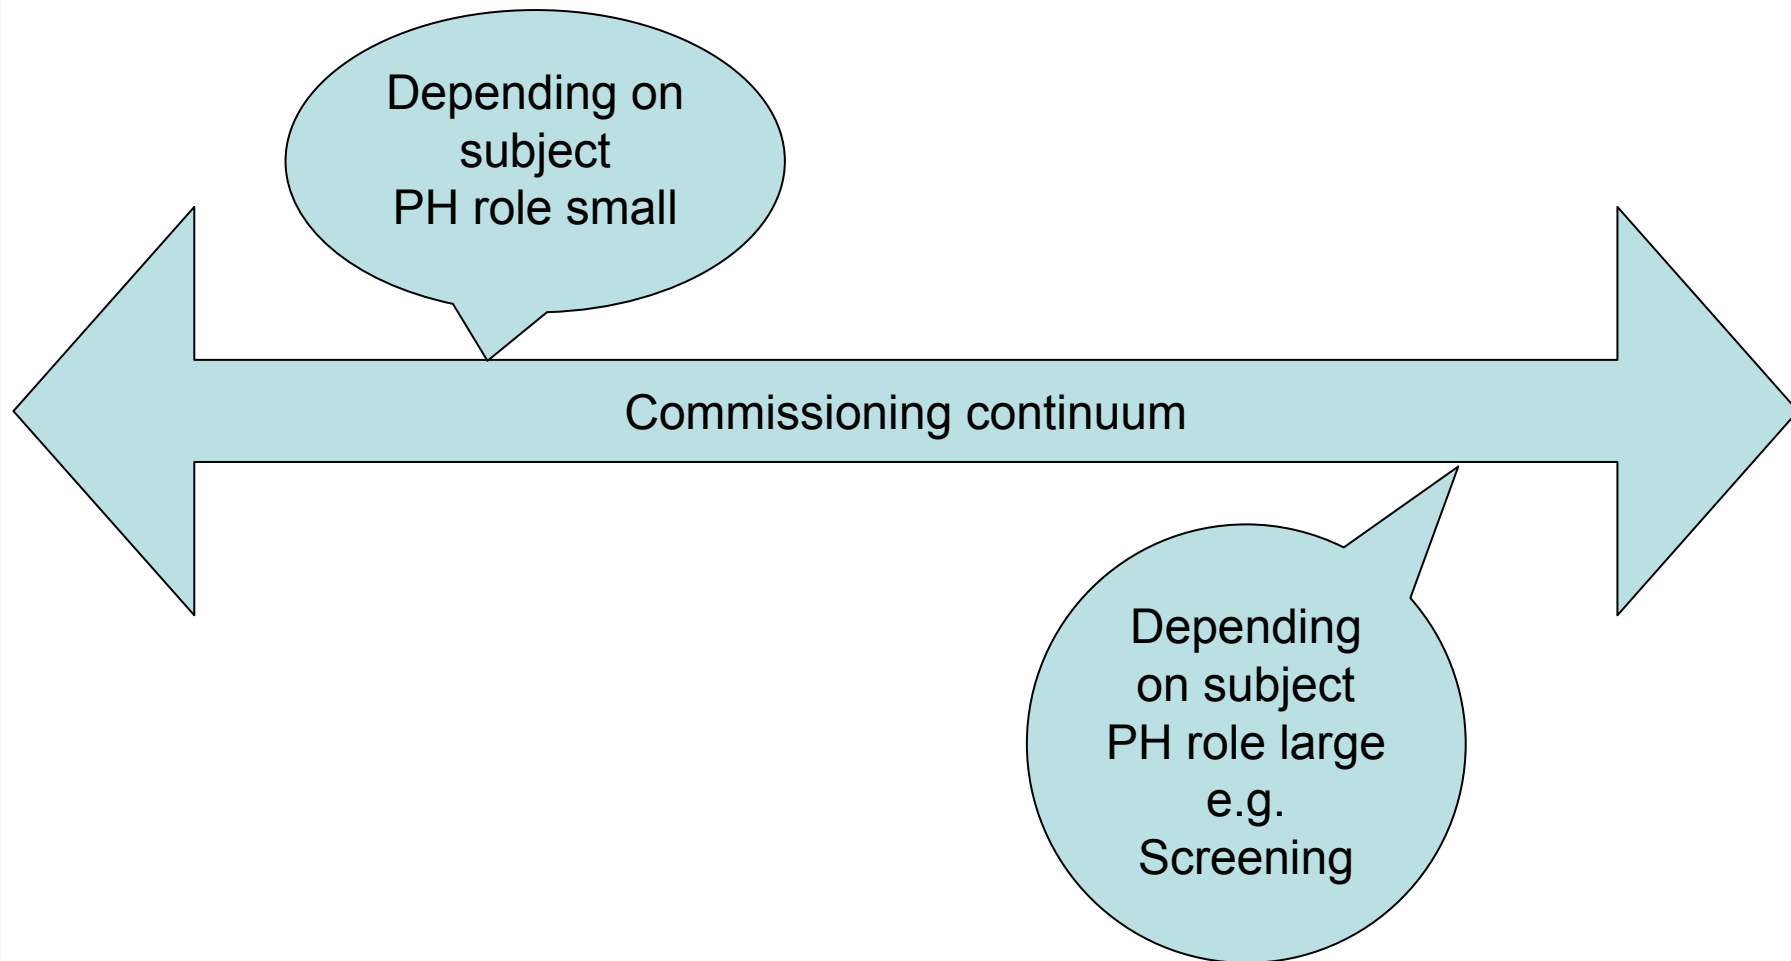 Depending on
subject
PH role small
Commissioning continuum
Depending
on subject
PH role large
e.g.
Screening